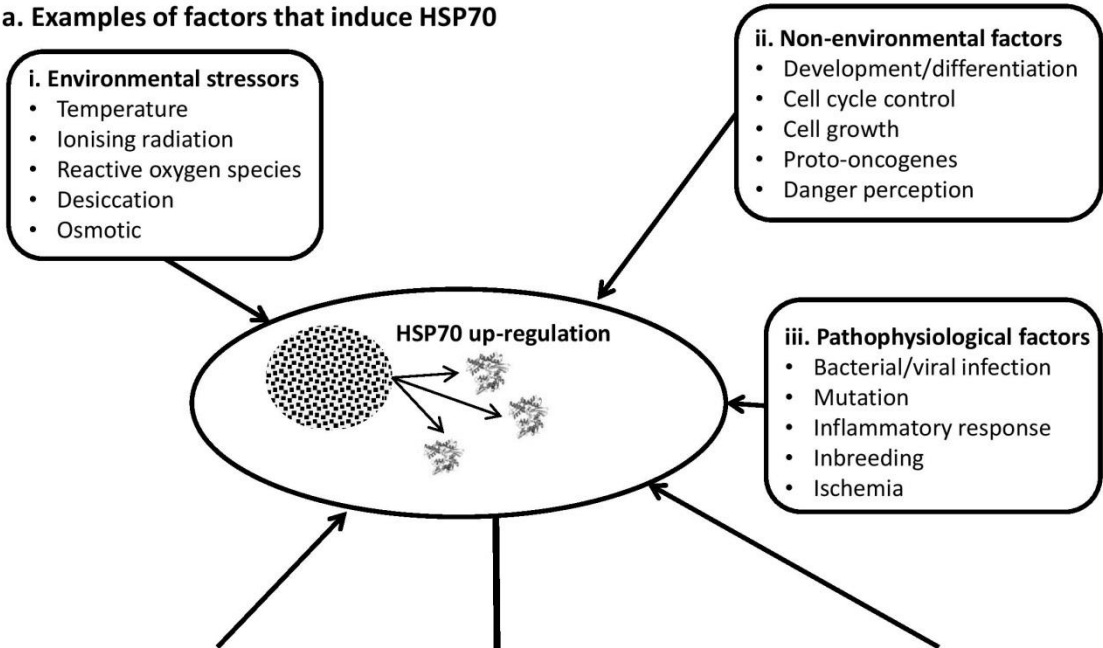 a. Examples of factors that induce HSP70
i. Environmental stressors
• Temperature
• Ionising radiation
• Reactive oxygen species
• Desiccation
• Osmotic
ii. Non-environmental factors
• Development/differentiation
• Cell cycle control
• Cell growth
• Proto-oncogenes
• Danger perception
HSP70 up-regulation
iii. Pathophysiological factors
• Bacterial/viral infection
• Mutation
• Inflammatory response
• Inbreeding
• Ischemia